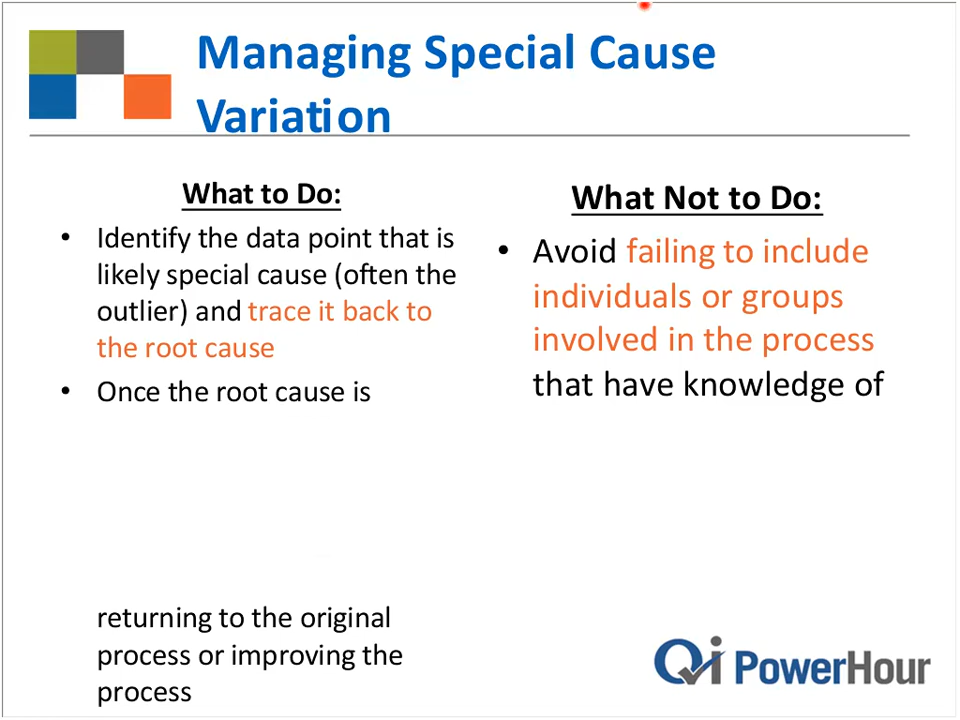 Managing Special Cause
Variation
What to Do:
• Identify the data point that is
likely special cause (often the
outlier) and trace it back to
the root cause
• Once the root cause is
returning to the original
process or improving the
process
What Not to Do:
• Avoid failing to include
individuals or groups
involved in the process
that have knowledge of
Qi PowerHour